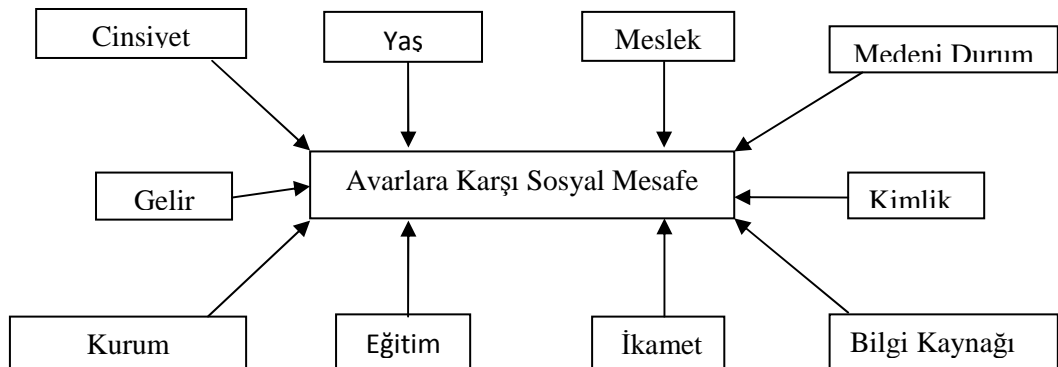 Cinsiyet
Yaş
Meslek
Medeni Durum
Avarlara Karşı Sosyal Mesafe
Gelir
Kimlik
Kurum
Eğitim
İkamet
Bilgi Kaynağı